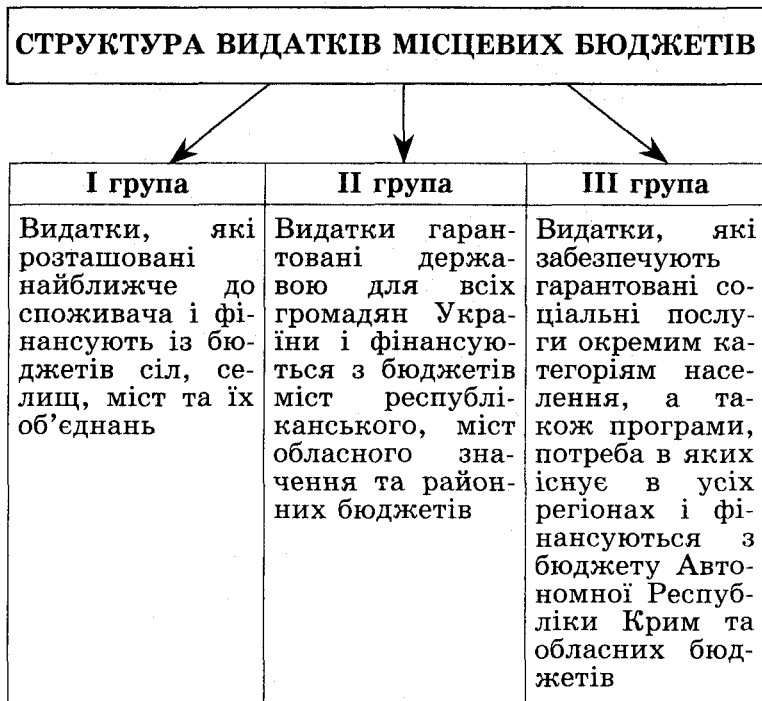 СТРУКТУРА ВИДАТКІВ МІСЦЕВИХ БЮДЖЕТІВ
І група
Видатки, які
розташовані
найближче до
споживача і фі-
нансують із бю-
джетів сіл, се-
лищ, міст та їх
об’єднань
ІІ група
Видатки гаран-
товані держа-
вою для всіх
громадян Укра-
їни і фінансую-
ться з бюджетів
міст республі-
канського, міст
обласного зна-
чення та район-
них бюджетів
ІІІ група
Видатки, які
забезпечують
гарантовані со-
ціальні послу-
ги окремим ка-
тегоріям насе-
лення, а та-
кож програми,
потреба в яких
існує в усіх
регіонах і фі-
нансуються з
бюджету Авто-
номної Респуб-
ліки Крим та
обласних бюд-
жетів